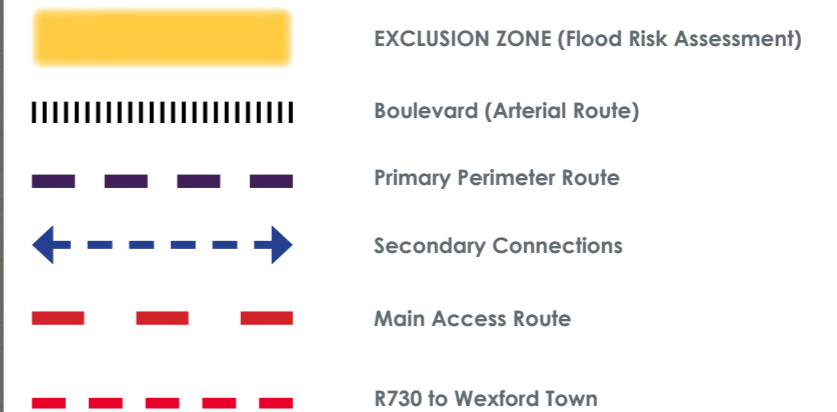 EXCLUSION ZONE (Flood Risk Assessment)
Boulevard (Arterial Route)
Primary Perimeter Route
Secondary Connections
Main Access Route
R730 to Wexford Town